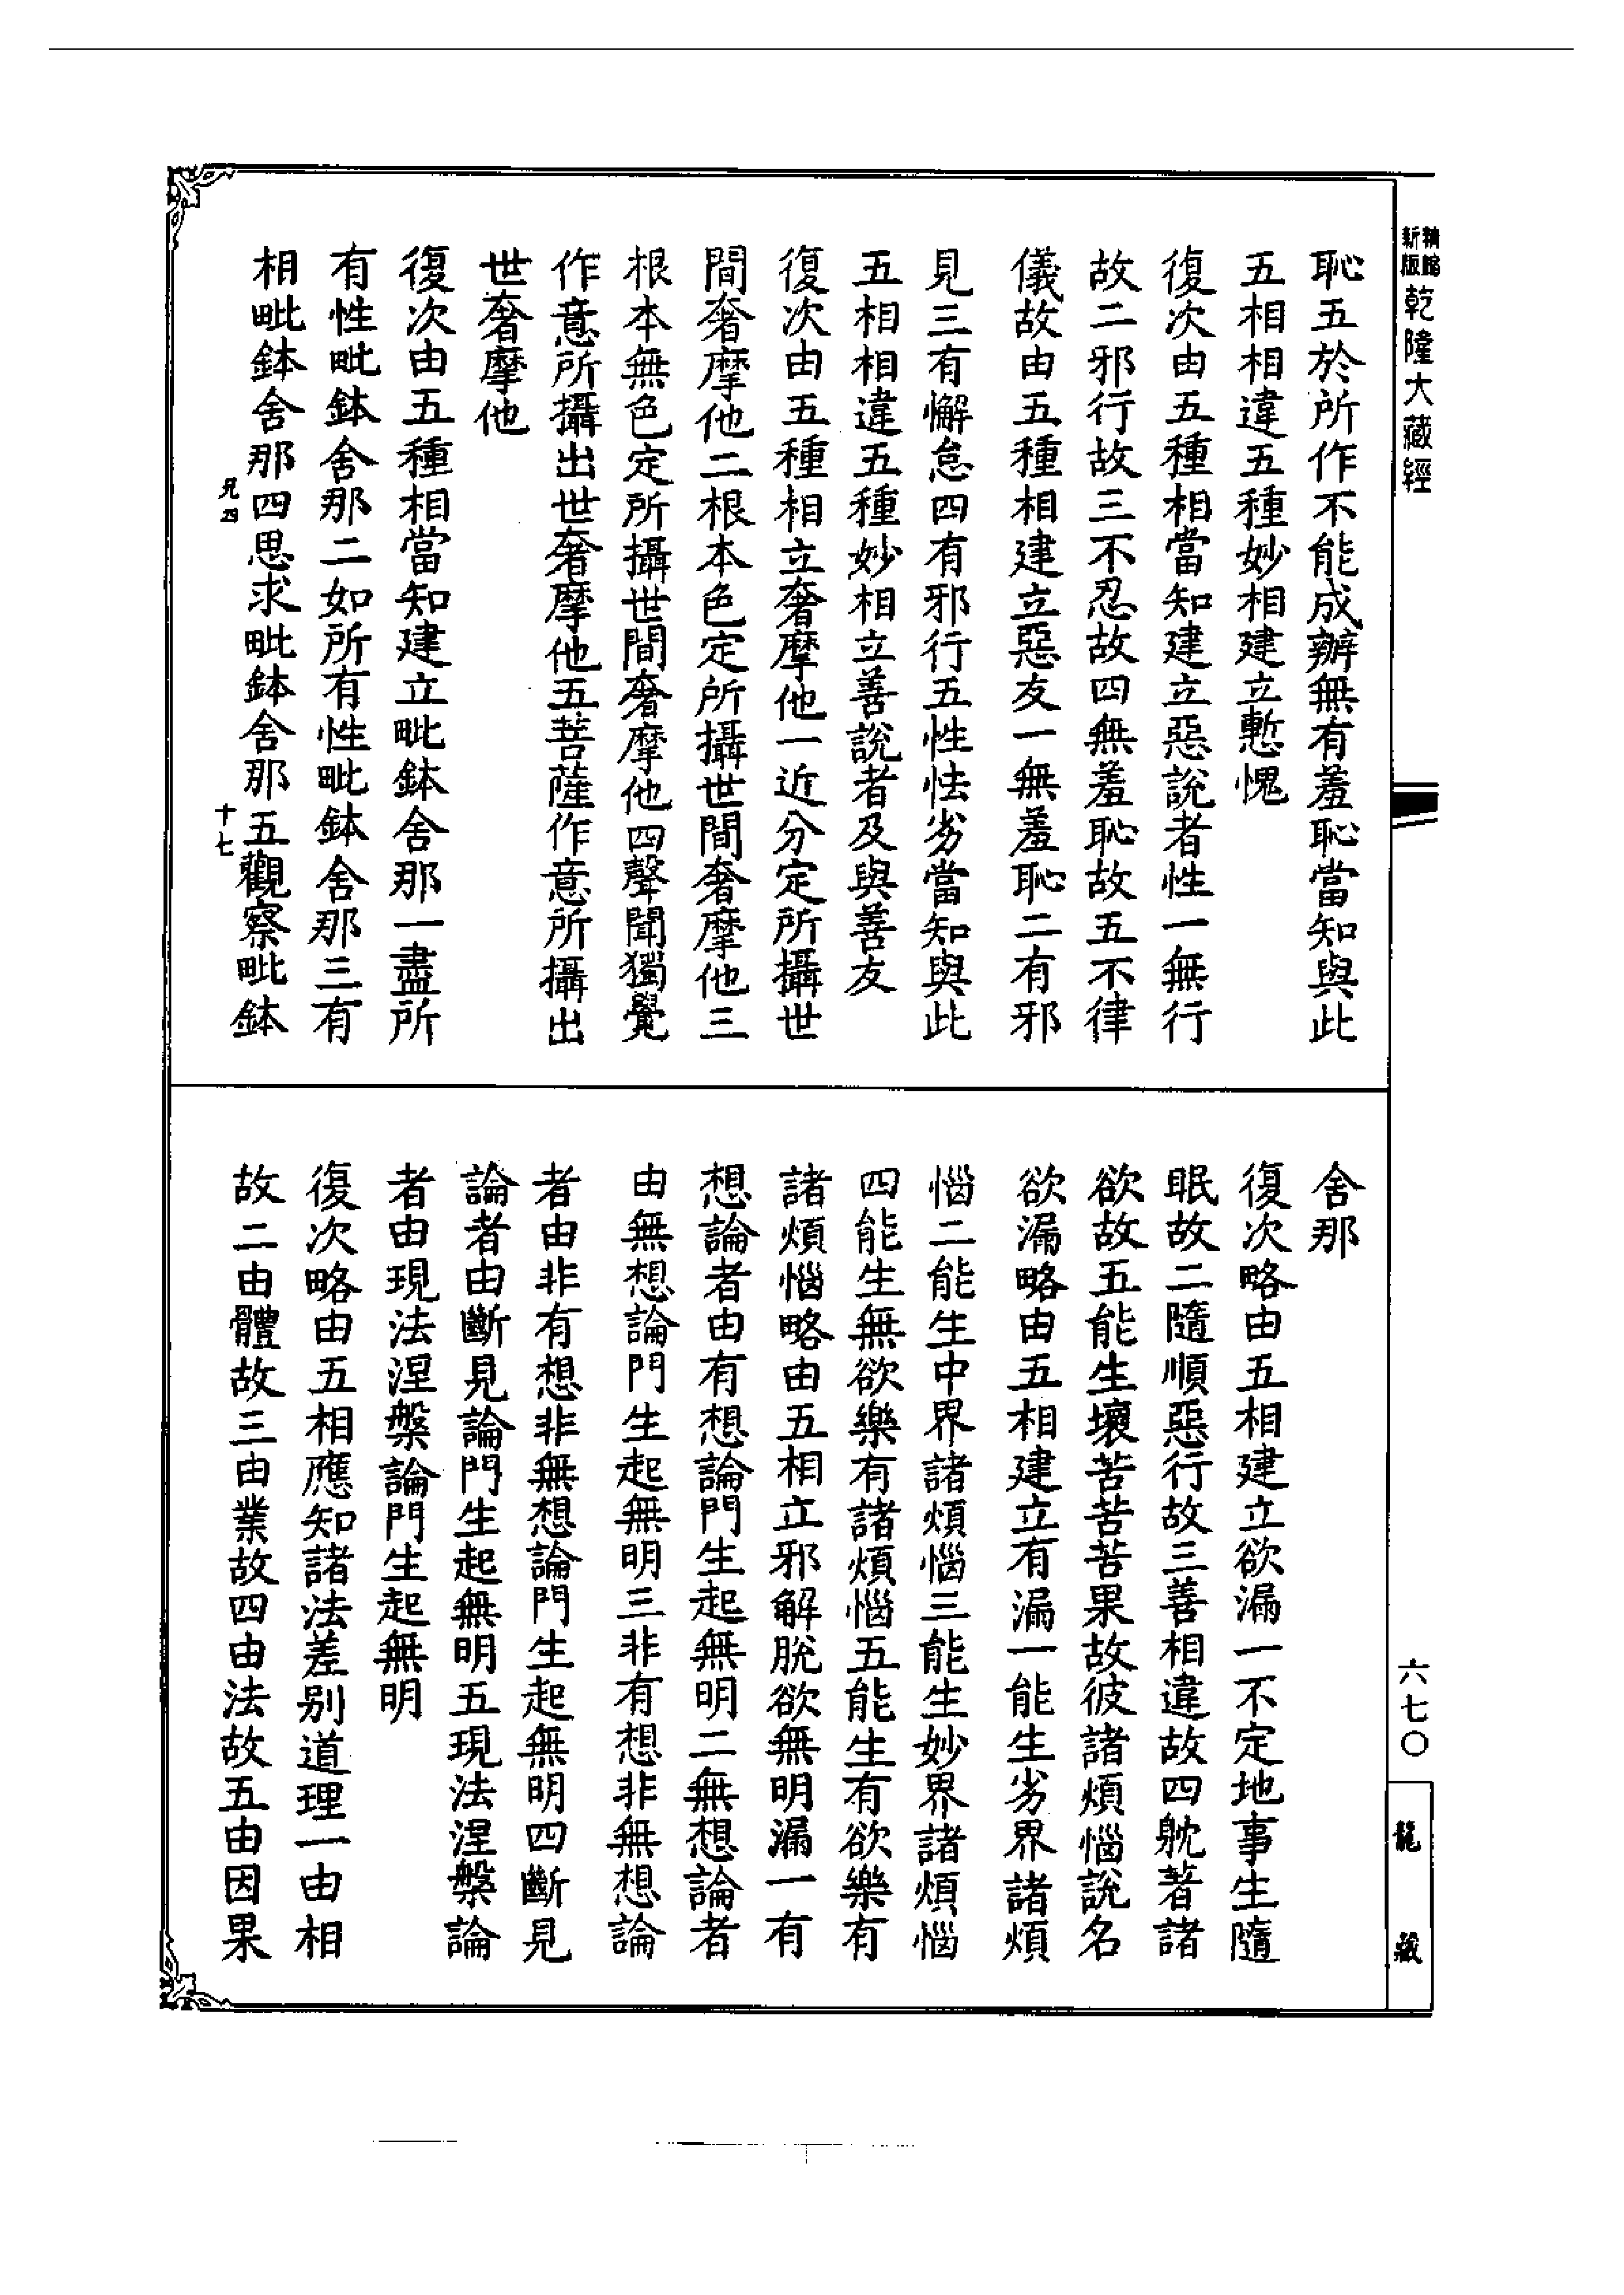 精縮
新版
乾隆大藏經
恥五於所作不能成辦無有羞恥當知與此
五相相違五種妙相建立慙愧
復次由五種相當知建立惡說者性一無行
故二邪行故三不忍故四無羞恥故五不律
儀故由五種相建立惡友一無羞恥二有邪
見三有懈怠四有邪行五性怯劣當知與此
五相相違五種妙相立善說者及與善友
復次由五種相立奢摩他一近分定所攝世
間奢摩他二根本色定所攝世間奢摩他三
根本無色定所攝世間奢摩他四聲聞獨覺
作意所攝出世奢摩他五菩薩作意所攝出
世奢摩他
復次由五種相當知建立毗鉢舍那一盡所
有性毗鉢舍那二如所有性毗鉢舍那三有
相毗鉢舍那四思求毗鉢舍那五觀察毗鉢
兄四
十七
舍那
復次略由五相建立欲漏一不定地事生隨
眠故二隨順惡行故三善相違故四躭著諸
欲故五能生壞苦苦苦果故彼諸煩惱說名
欲漏略由五相建立有漏一能生劣界諸煩
惱二能生中界諸煩惱三能生妙界諸煩惱
四能生無欲樂有諸煩惱五能生有欲樂有
諸煩惱略由五相立邪解脫欲無明漏一有
想論者由有想論門生起無明二無想論者
由無想論門生起無明三非有想非無想論
者由非有想非無想論門生起無明四斷見
論者由斷見論門生起無明五現法涅槃論
者由現法涅槃論門生起無明
復次略由五相應知諸法差別道理一由相
故二由體故三由業故四由法故五由因果
六七〇
龍藏